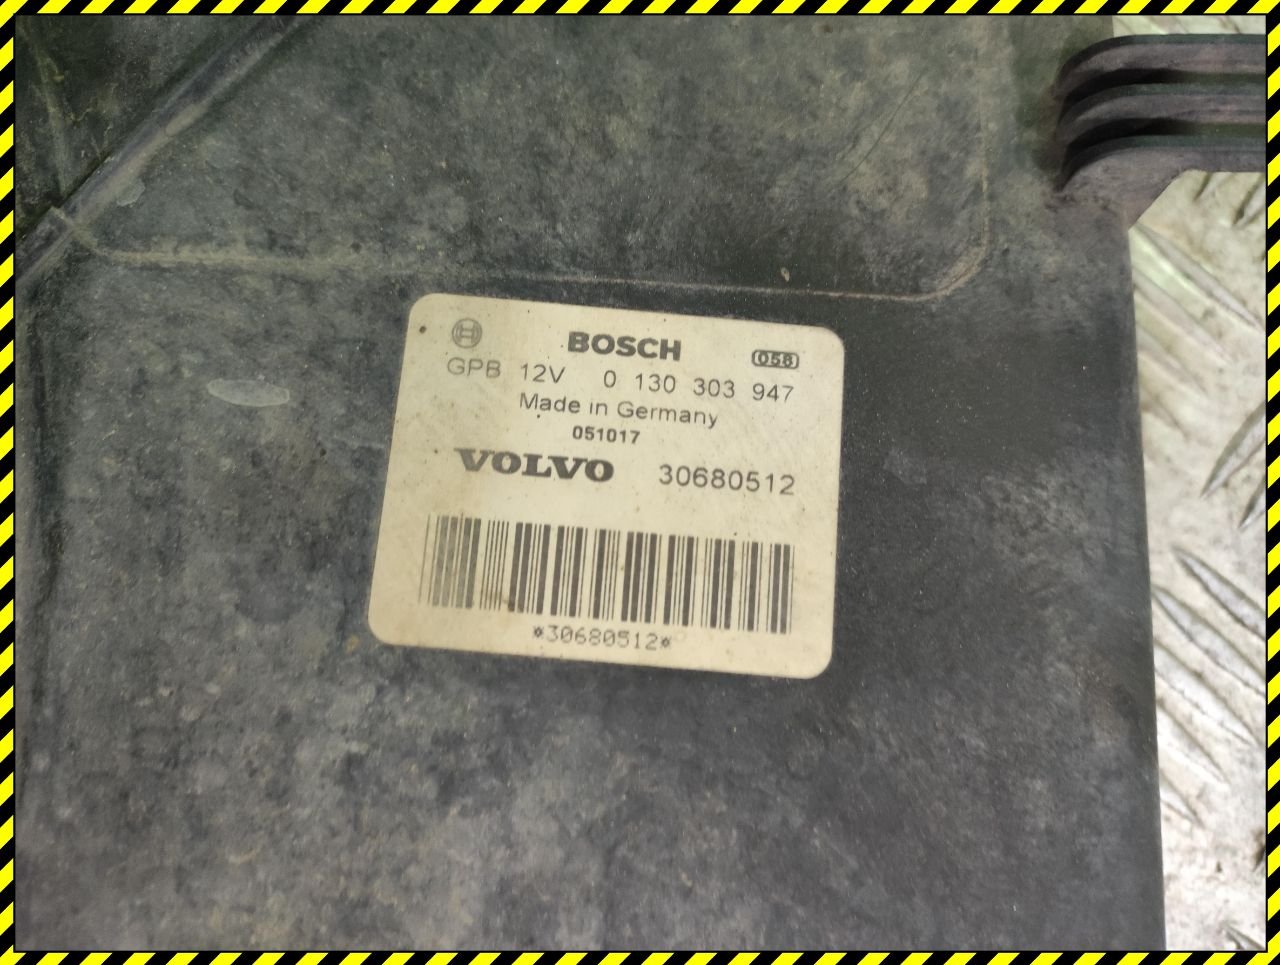 BOSCH
058
GPB 12V 0 130 303 947
Made in Germany
051017
VOLVO 30680512
*30680512*